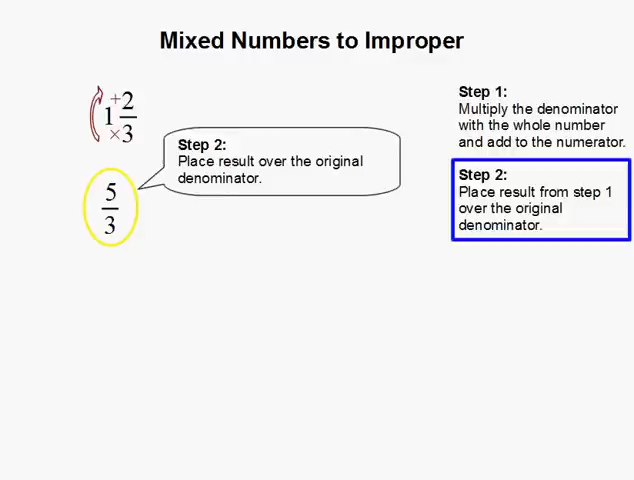 Mixed Numbers to Improper
+2
1
×3
5
3
Step 2:
Place result over the original
denominator.
Step 1:
Multiply the denominator
with the whole number
and add to the numerator.
Step 2:
Place result from step 1
over the original
denominator.